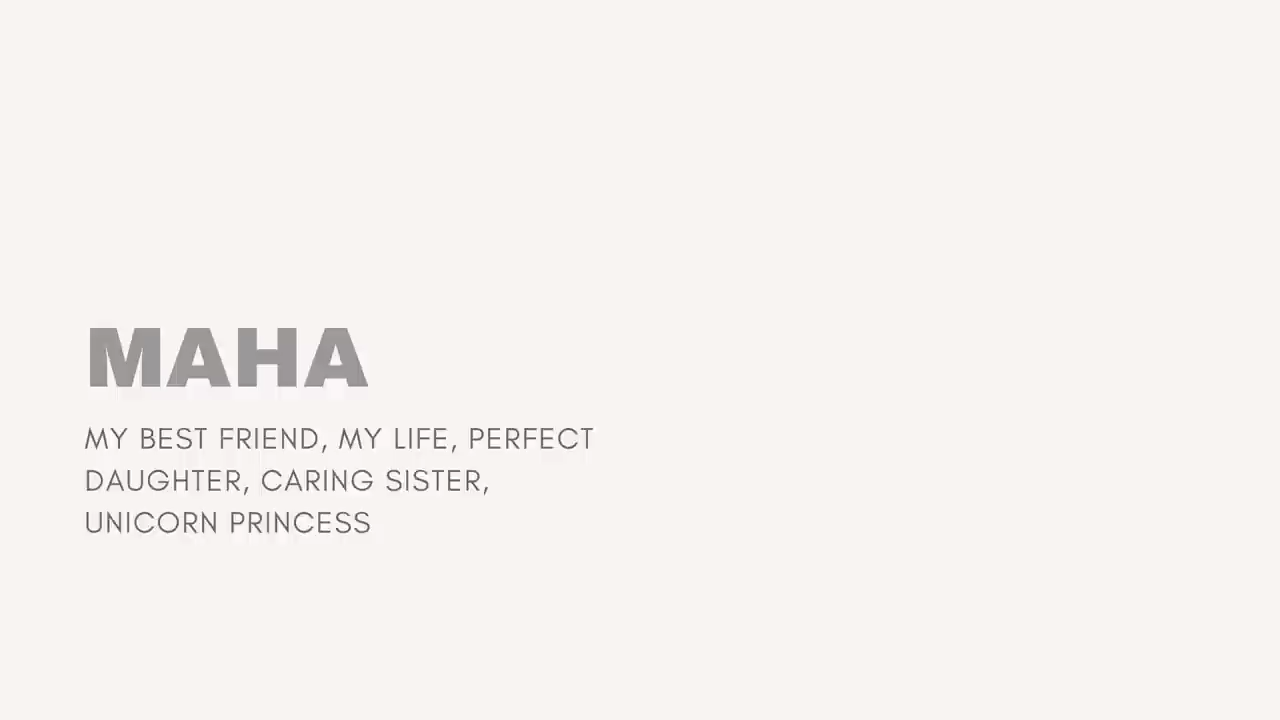 MAHA
MY BEST FRIEND, MY LIFE, PERFECT
DAUGHTER, CARING SISTER,
UNICORN PRINCESS